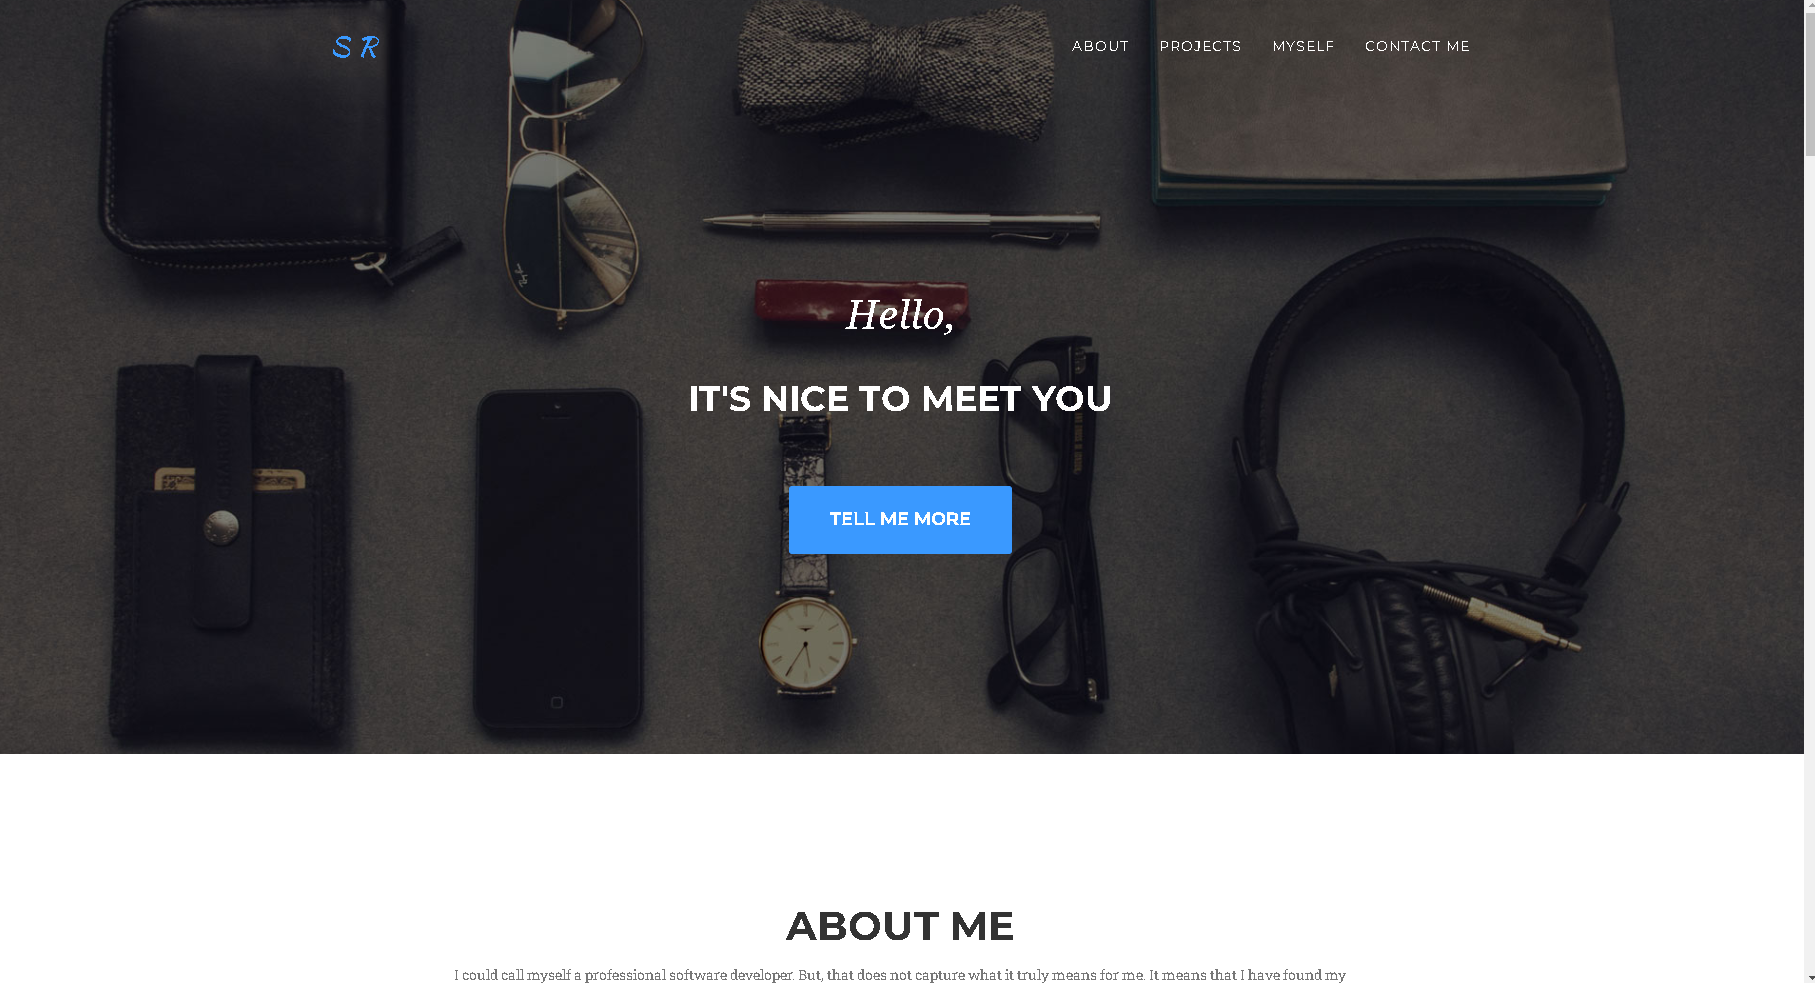 S R
ABOUT PROJECTS MYSELF CONTACT ME
Ray-Ban
Hello,
IT'S NICE TO MEET YOU
TELL ME MORE
ABOUT ME
I could call myself a professional software developer. But, that does not capture what it truly means for me. It means that I have found my